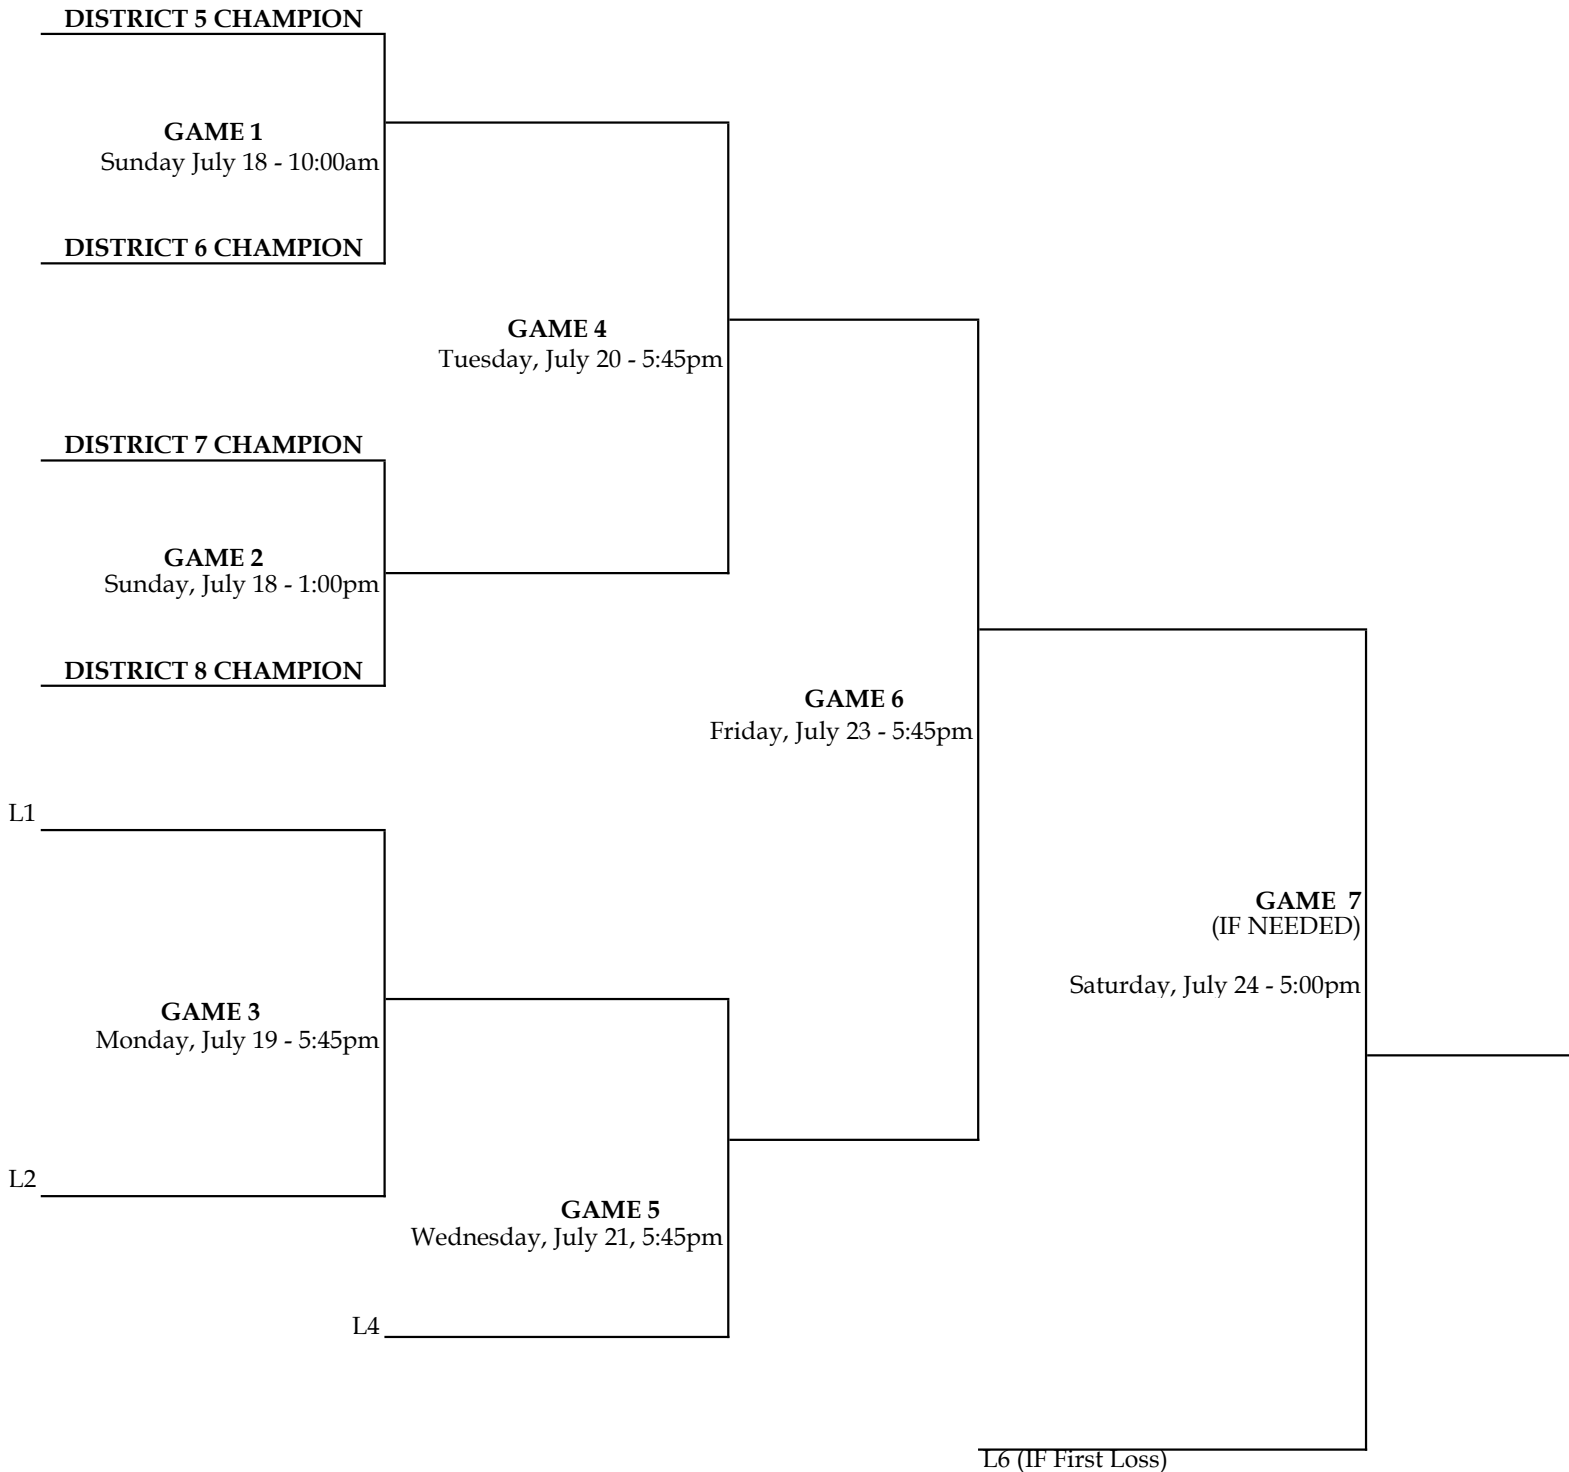 DISTRICT 5 CHAMPION
GAME 1
Sunday July 18 - 10:00am
DISTRICT 6 CHAMPION
GAME 4
Tuesday, July 20 - 5:45pm
DISTRICT 7 CHAMPION
GAME 2
Sunday, July 18 - 1:00pm
DISTRICT 8 CHAMPION
GAME 6
Friday, July 23 - 5:45pm
L1
GAME 7
(IF NEEDED)
Saturday, July 24 - 5:00pm
GAME 3
Monday, July 19 - 5:45pm
L2
GAME 5
Wednesday, July 21, 5:45pm
L4
L6 (IF First Loss)